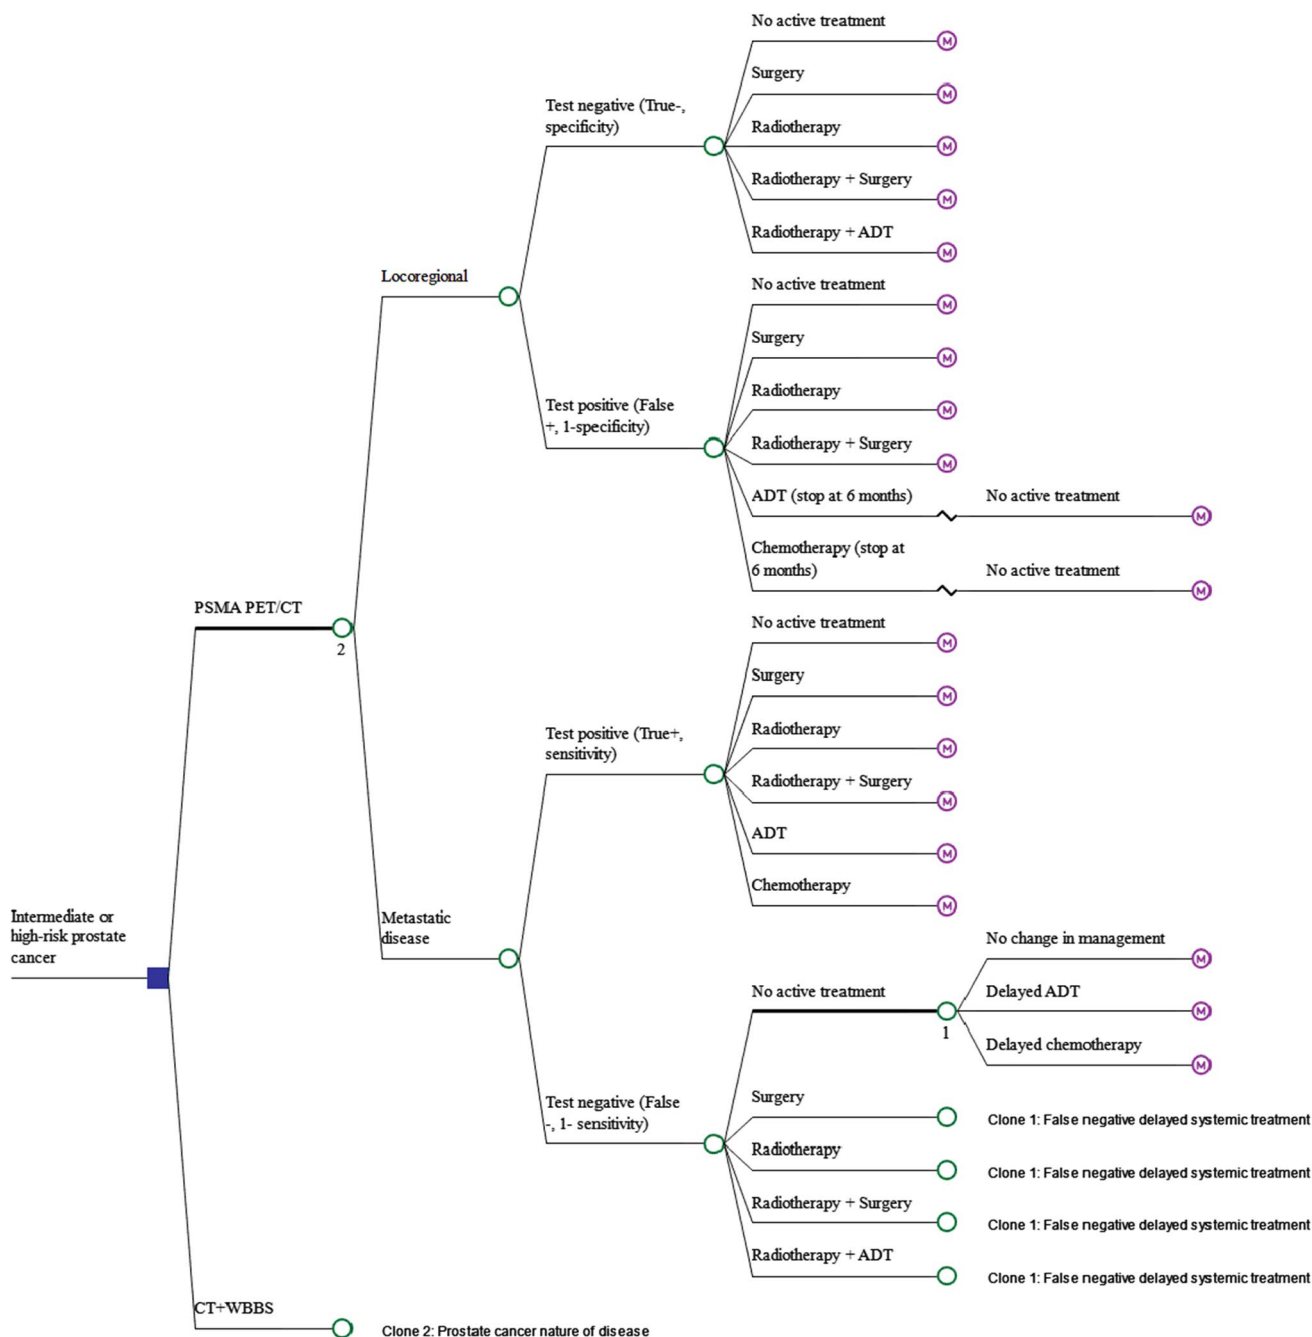 No active treatment
M
Surgery
M
Test negative (True-,
specificity)
Radiotherapy
M
Radiotherapy + Surgery
M
Radiotherapy + ADT
M
Locoregional
No active treatment
M
Surgery
M
Test positive (False
+, 1-specificity)
Radiotherapy
M
Radiotherapy + Surgery
M
ADT (stop at 6 months)
No active treatment
M
Chemotherapy (stop at
6 months)
No active treatment
M
PSMA PET/CT
2
No active treatment
M
Surgery
M
Test positive (True+,
sensitivity)
Radiotherapy
M
Radiotherapy + Surgery
M
ADT
M
Chemotherapy
M
Intermediate or
high-risk prostate
cancer
Metastatic
disease
No active treatment
1
No change in management
M
Delayed ADT
M
Delayed chemotherapy
M
Test negative (False
-, 1- sensitivity)
Surgery
Clone 1: False negative delayed systemic treatment
Radiotherapy
Clone 1: False negative delayed systemic treatment
Radiotherapy + Surgery
Clone 1: False negative delayed systemic treatment
Radiotherapy + ADT
Clone 1: False negative delayed systemic treatment
CT+WBBS
Clone 2: Prostate cancer nature of disease